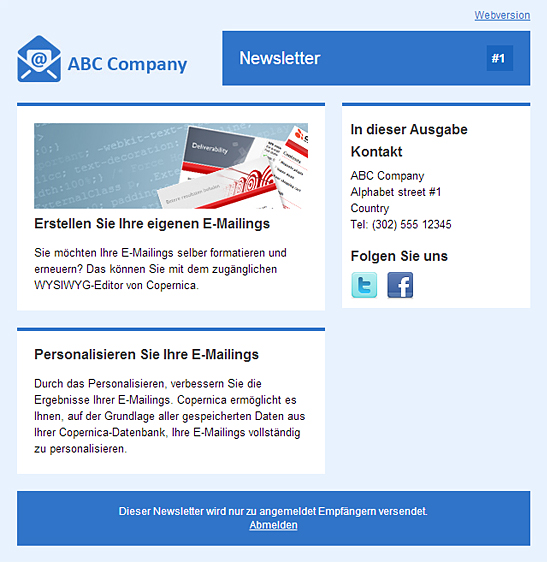 Webversion
ABC Company
Newsletter
#1
Deliverability
Erstellen Sie Ihre eigenen E-Mailings
Sie möchten Ihre E-Mailings selber formatieren und
erneuern? Das können Sie mit dem zugänglichen
WYSIWYG-Editor von Copernica.
Personalisieren Sie Ihre E-Mailings
Durch das Personalisieren, verbessern Sie die
Ergebnisse Ihrer E-Mailings. Copernica ermöglicht es
Ihnen, auf der Grundlage aller gespeicherten Daten aus
Ihrer Copernica-Datenbank, Ihre E-Mailings vollständig
zu personalisieren.
In dieser Ausgabe
Kontakt
ABC Company
Alphabet street #1
Country
Tel: (302) 555 12345
Folgen Sie uns
Dieser Newsletter wird nur zu angemeldet Empfängern versendet.
Abmelden